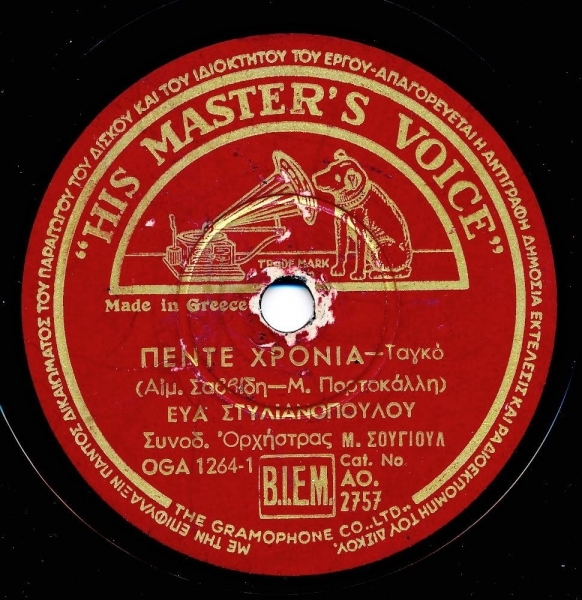 ΜΕ ΤΗΝ ΕΠΙΦΥΛΑΞΙΝ ΠΑΝΤΟΣ ΔΙΚΑΙΩΜΑΤΟΣ ΤΟΥ ΠΑΡΑΓΩΓΟΥ ΤΟΥ ΔΙΣΚΟΥ ΚΑΙ ΤΟΥ ΙΔΙΟΚΤΗΤΟΥ ΤΟΥ ΕΡΓΟΥ-ΑΠΑΓΟΡΕΥΕΤΑΙ Η ΑΝΤΙΓΡΑΦΗ ΔΗΜΟΣΙΑ ΕΚΤΕΛΕΣΙΣ ΚΑΙ ΡΑΔΙΟΕΚΠΟΜΠΗ ΤΟΥ ΔΙΣΚΟΥ.
"HIS MASTER'S VOICE"
TRADE MARK
Made in Greece
ΠΕΝΤΕ ΧΡΟΝΙΑ—Ταγκό
(Αἰμ. Σαββίδη—Μ. Πορτοκάλλη)
ΕΥΑ ΣΤΥΛΙΑΝΟΠΟΥΛΟΥ
Συνοδ. Ὀρχήστρας Μ. ΣΟΥΓΙΟΥΛ
OGA 1264-1
B.I.E.M.
Cat. No
AO.
2757
THE GRAMOPHONE CO., LTD.